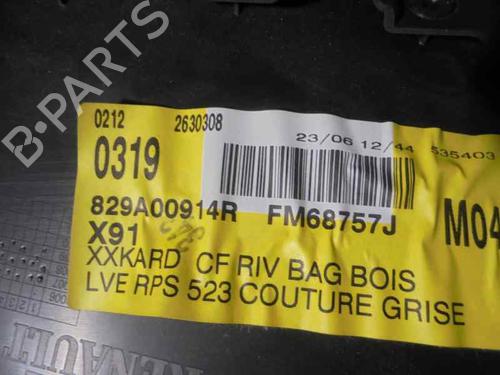 B-PARTS
0212 2630308
0319
23/06 12/44 535403
829A00914R FM68757J M04
X91
XXKARD CF RIV BAG BOIS
LVE RPS 523 COUTURE GRISE
RENAULT